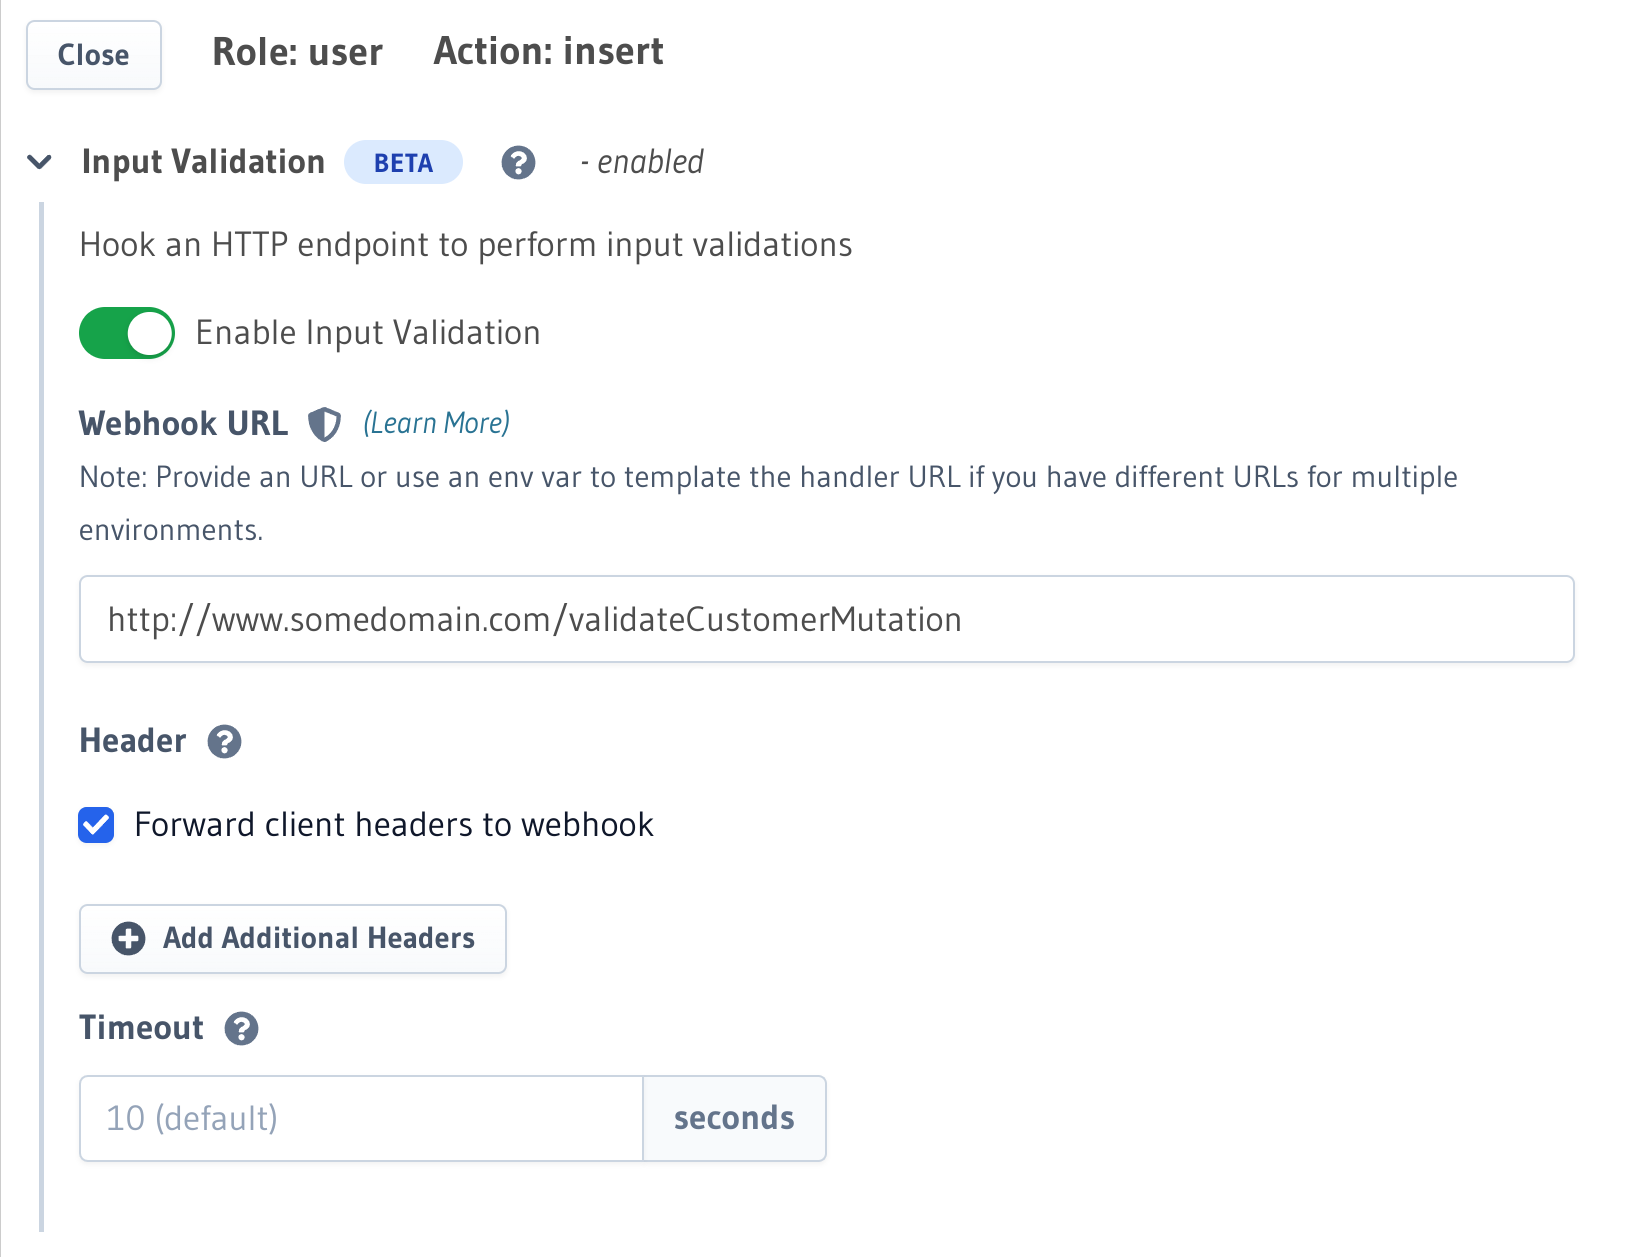 Close Role: user Action: insert
Input Validation BETA ? - enabled
Hook an HTTP endpoint to perform input validations
Enable Input Validation
Webhook URL (Learn More)
Note: Provide an URL or use an env var to template the handler URL if you have different URLs for multiple
environments.
http://www.somedomain.com/validateCustomerMutation
Header ?
Forward client headers to webhook
Add Additional Headers
Timeout ?
10 (default) seconds